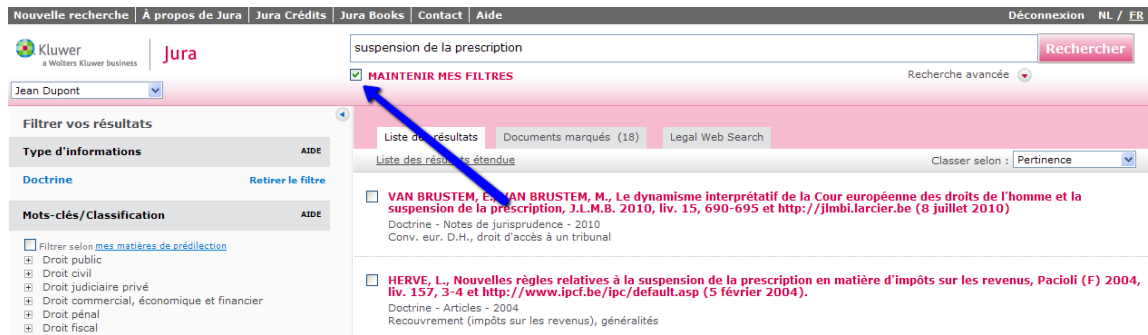 Nouvelle recherche | À propos de Jura | Jura Crédits | Jura Books | Contact | Aide
Déconnexion NL / FR
Kluwer
a Wolters Kluwer business
Jura
suspension de la prescription
Rechercher
MAINTENIR MES FILTRES
Recherche avancée
Jean Dupont
Filtrer vos résultats
Type d'informations AIDE
Doctrine Retirer le filtre
Mots-clés/Classification AIDE
Filtrer selon mes matières de prédilection
Droit public
Droit civil
Droit judiciaire privé
Droit commercial, économique et financier
Droit pénal
Droit fiscal
Liste des résultats Documents marqués (18) Legal Web Search
Liste des résultats étendue
Classer selon : Pertinence
VAN BRUSTEM, E., VAN BRUSTEM, M., Le dynamisme interprétatif de la Cour européenne des droits de l'homme et la
suspension de la prescription, J.L.M.B. 2010, liv. 15, 690-695 et http://jlmbi.larcier.be (8 juillet 2010)
Doctrine - Notes de jurisprudence - 2010
Conv. eur. D.H., droit d'accès à un tribunal
HERVE, L., Nouvelles règles relatives à la suspension de la prescription en matière d'impôts sur les revenus, Pacioli (F) 2004,
liv. 157, 3-4 et http://www.ipcf.be/ipc/default.asp (5 février 2004).
Doctrine - Articles - 2004
Recouvrement (impôts sur les revenus), généralités